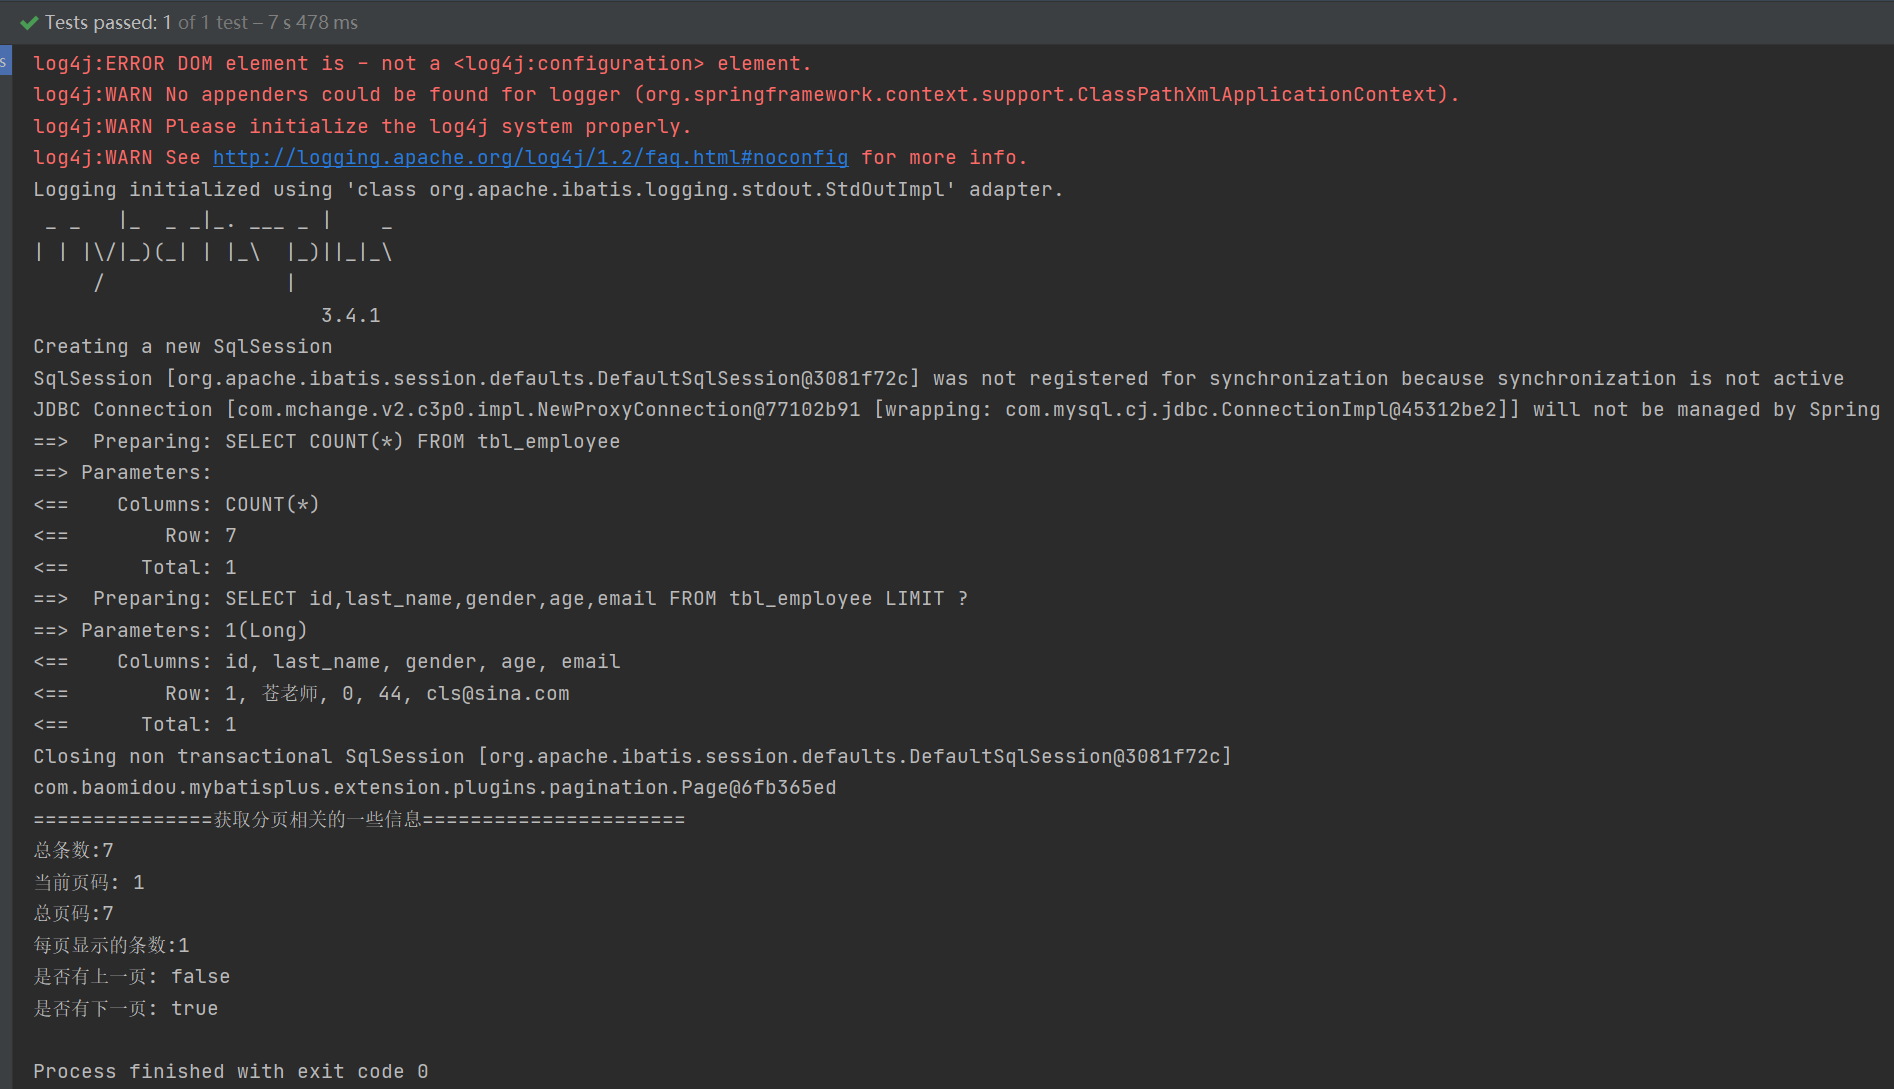 Tests passed: 1 of 1 test – 7 s 478 ms
s
log4j:ERROR DOM element is - not a <log4j:configuration> element.
log4j:WARN No appenders could be found for logger (org.springframework.context.support.ClassPathXmlApplicationContext).
log4j:WARN Please initialize the log4j system properly.
log4j:WARN See http://logging.apache.org/log4j/1.2/faq.html#noconfig for more info.
Logging initialized using 'class org.apache.ibatis.logging.stdout.StdOutImpl' adapter.
 _ _   |_  _ _|_. ___ _ |    _
| | |\/|_)(_| | |_\  |_)||_|_\
     /               |
                        3.4.1
Creating a new SqlSession
SqlSession [org.apache.ibatis.session.defaults.DefaultSqlSession@3081f72c] was not registered for synchronization because synchronization is not active
JDBC Connection [com.mchange.v2.c3p0.impl.NewProxyConnection@77102b91 [wrapping: com.mysql.cj.jdbc.ConnectionImpl@45312be2]] will not be managed by Spring
==>  Preparing: SELECT COUNT(*) FROM tbl_employee
==> Parameters:
<==    Columns: COUNT(*)
<==        Row: 7
<==      Total: 1
==>  Preparing: SELECT id,last_name,gender,age,email FROM tbl_employee LIMIT ?
==> Parameters: 1(Long)
<==    Columns: id, last_name, gender, age, email
<==        Row: 1, 苍老师, 0, 44, cls@sina.com
<==      Total: 1
Closing non transactional SqlSession [org.apache.ibatis.session.defaults.DefaultSqlSession@3081f72c]
com.baomidou.mybatisplus.extension.plugins.pagination.Page@6fb365ed
===============获取分页相关的一些信息======================
总条数:7
当前页码: 1
总页码:7
每页显示的条数:1
是否有上一页: false
是否有下一页: true
Process finished with exit code 0